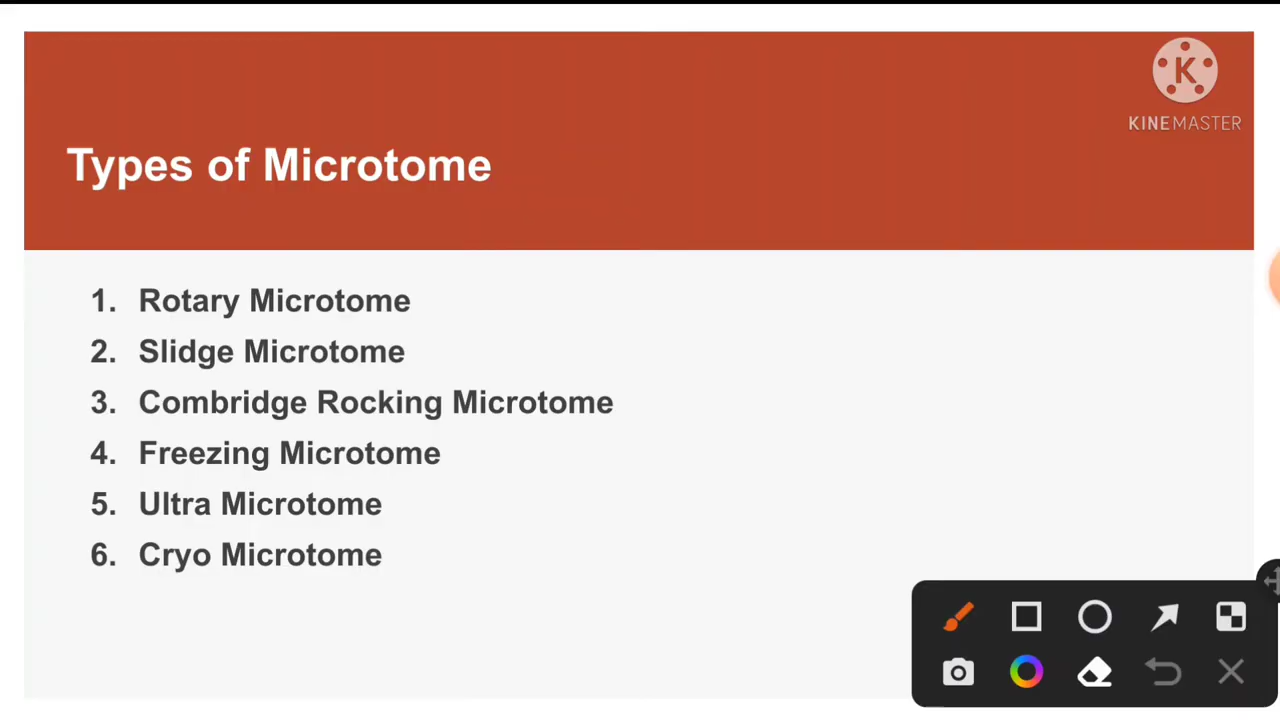 K
KINEMASTER
Types of Microtome
1. Rotary Microtome
2. Slidge Microtome
3. Combridge Rocking Microtome
4. Freezing Microtome
5. Ultra Microtome
6. Cryo Microtome